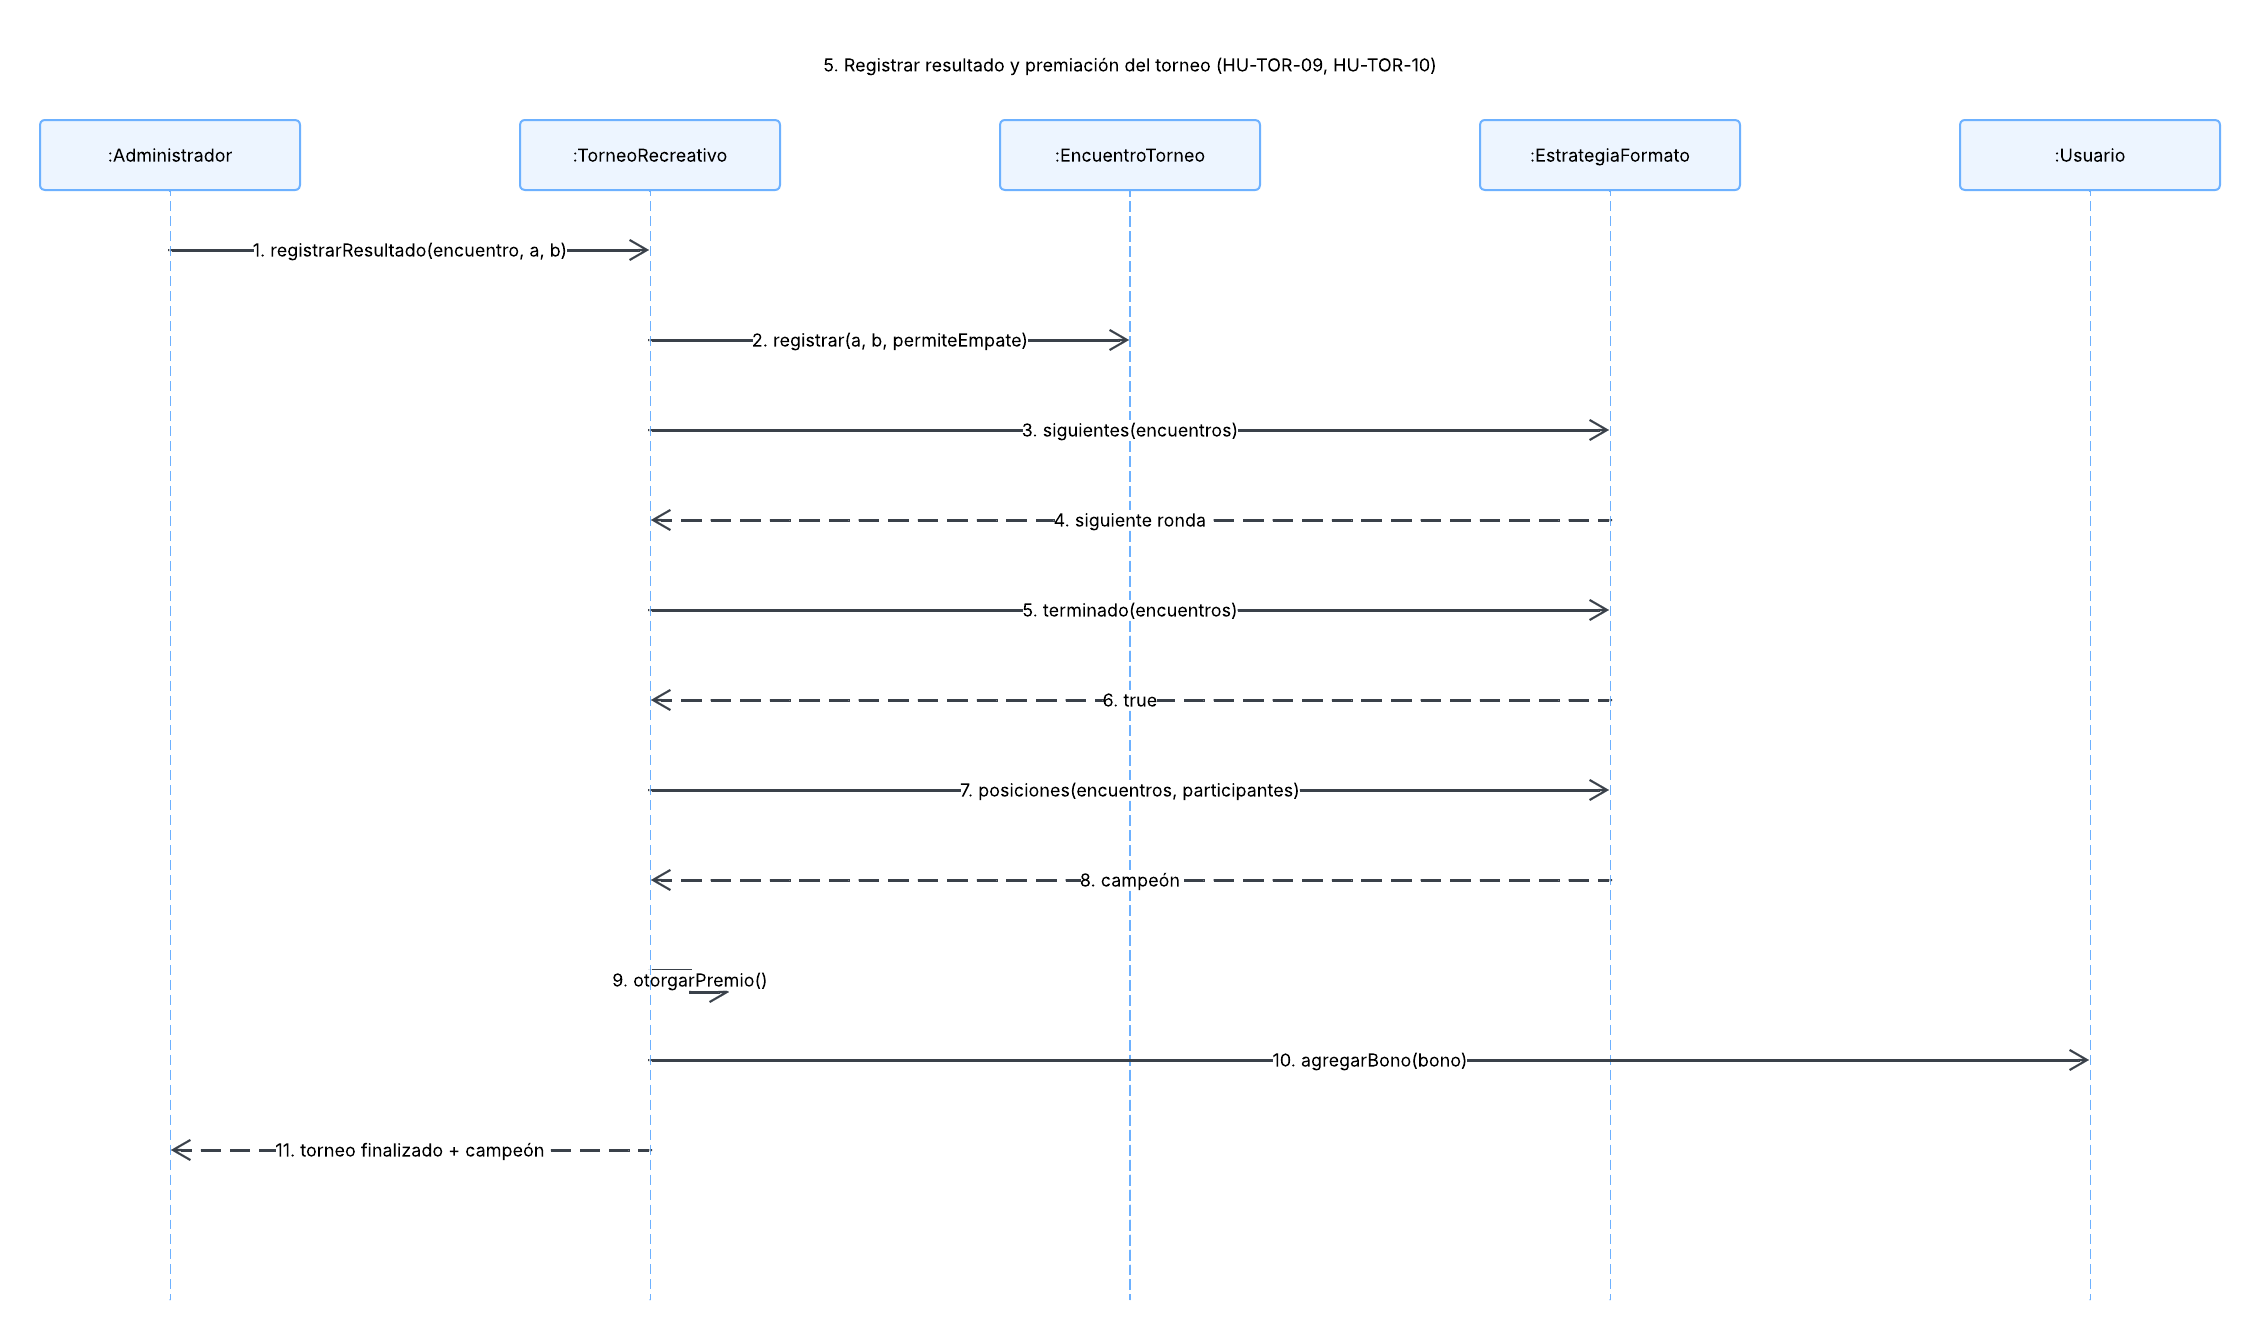 5. Registrar resultado y premiación del torneo (HU-TOR-09, HU-TOR-10)
:Administrador
:TorneoRecreativo
:EncuentroTorneo
:EstrategiaFormato
:Usuario
1. registrarResultado(encuentro, a, b)
2. registrar(a, b, permiteEmpate)
3. siguientes(encuentros)
4. siguiente ronda
5. terminado(encuentros)
6. true
7. posiciones(encuentros, participantes)
8. campeón
9. otorgarPremio()
10. agregarBono(bono)
11. torneo finalizado + campeón